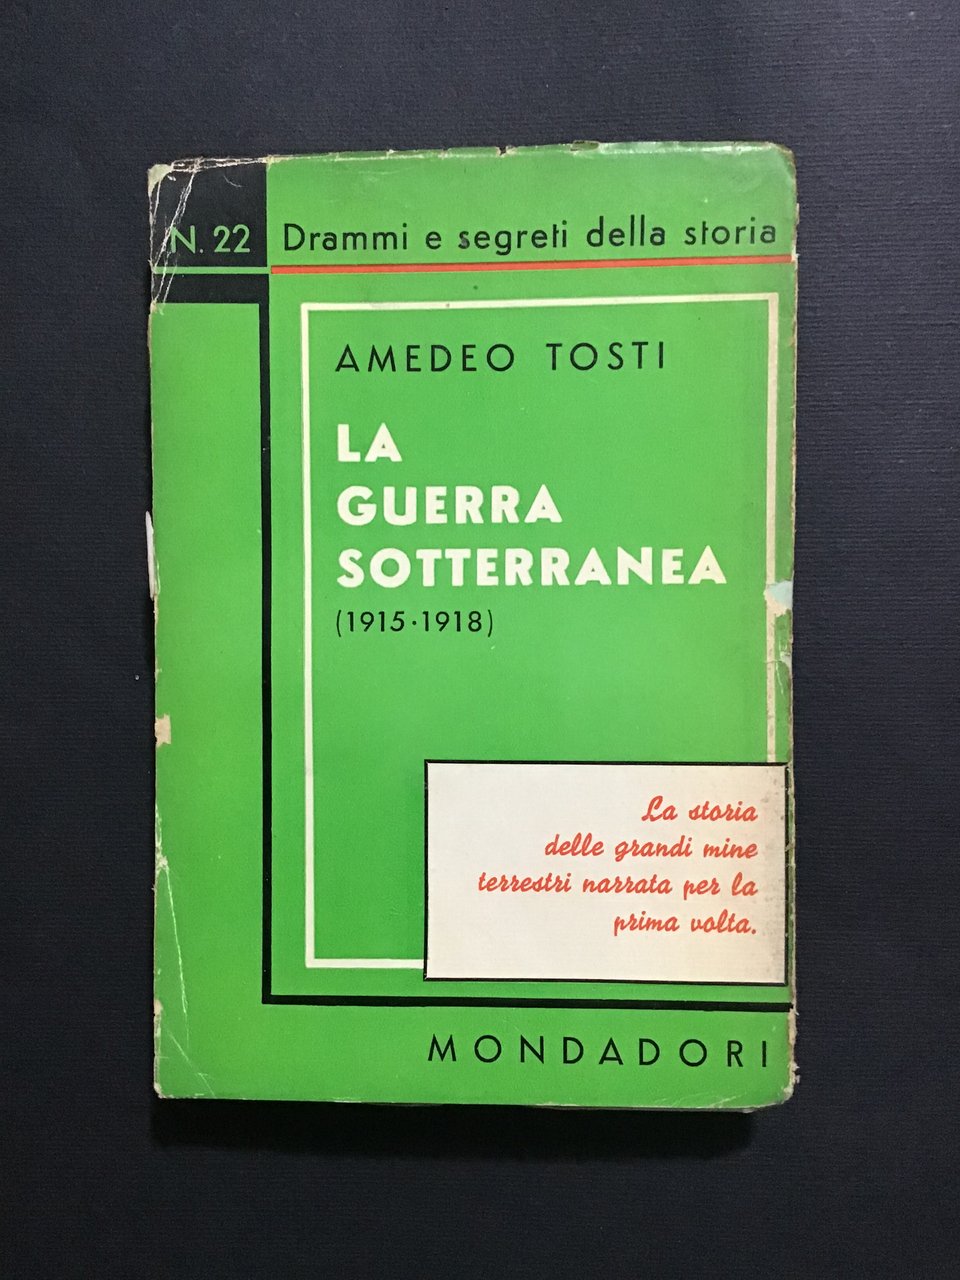 N. 22 Drammi e segreti della storia
AMEDEO TOSTI
LA
GUERRA
SOTTERRANEA
(1915·1918)
La storia
delle grandi mine
terrestri narrata per la
prima volta.
MONDADORI